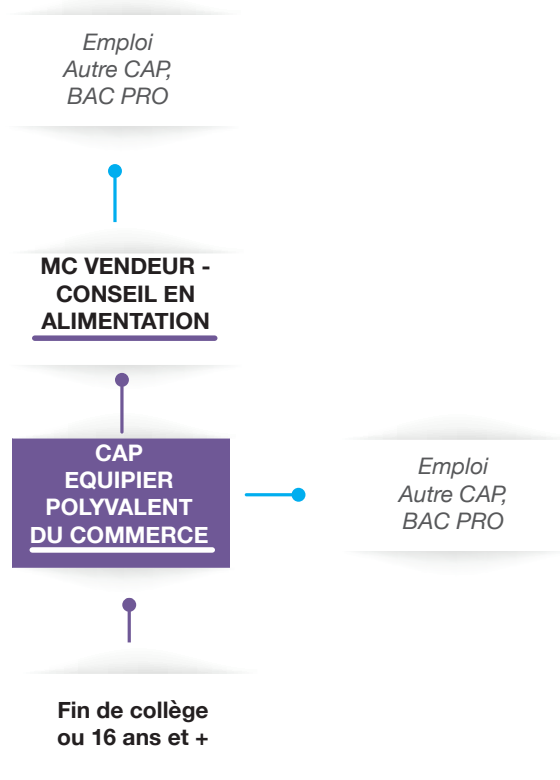 Emploi
Autre CAP,
BAC PRO
MC VENDEUR -
CONSEIL EN
ALIMENTATION
CAP
EQUIPIER
POLYVALENT
DU COMMERCE
Emploi
Autre CAP,
BAC PRO
Fin de collège
ou 16 ans et +